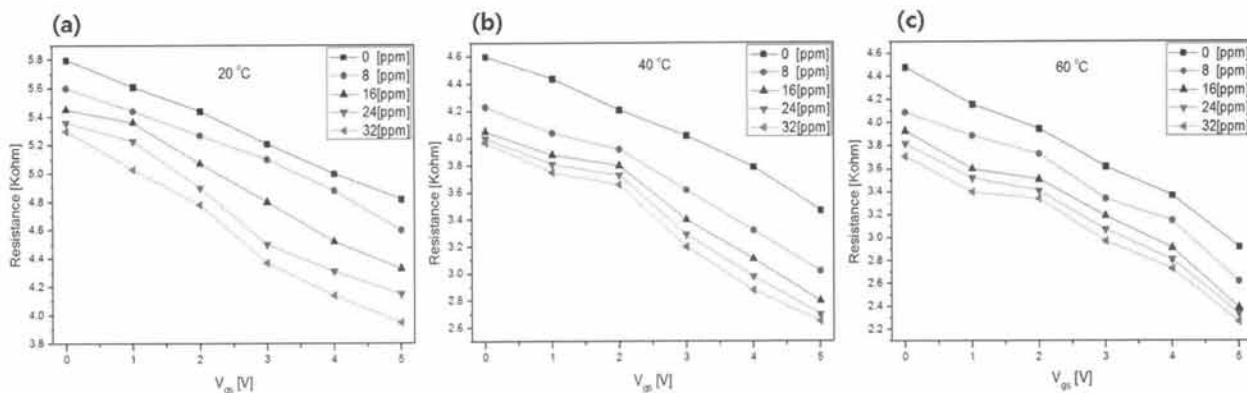 (a)
20 °C
0 [ppm]
8 [ppm]
16[ppm]
24[ppm]
32[ppm]
5.8
5.6
5.4
5.2
5.0
4.8
4.6
4.4
4.2
4.0
3.8
Resistance [Kohm]
0 1 2 3 4 5
Vgs [V]
(b)
40 °C
0 [ppm]
8 [ppm]
16[ppm]
24[ppm]
32[ppm]
4.6
4.4
4.2
4.0
3.8
3.6
3.4
3.2
3.0
2.8
2.6
Resistance [Kohm]
0 1 2 3 4 5
Vgs [V]
(c)
60 °C
0 [ppm]
8 [ppm]
16[ppm]
24[ppm]
32[ppm]
4.6
4.4
4.2
4.0
3.8
3.6
3.4
3.2
3.0
2.8
2.6
2.4
2.2
Resistance [Kohm]
0 1 2 3 4 5
Vgs [V]